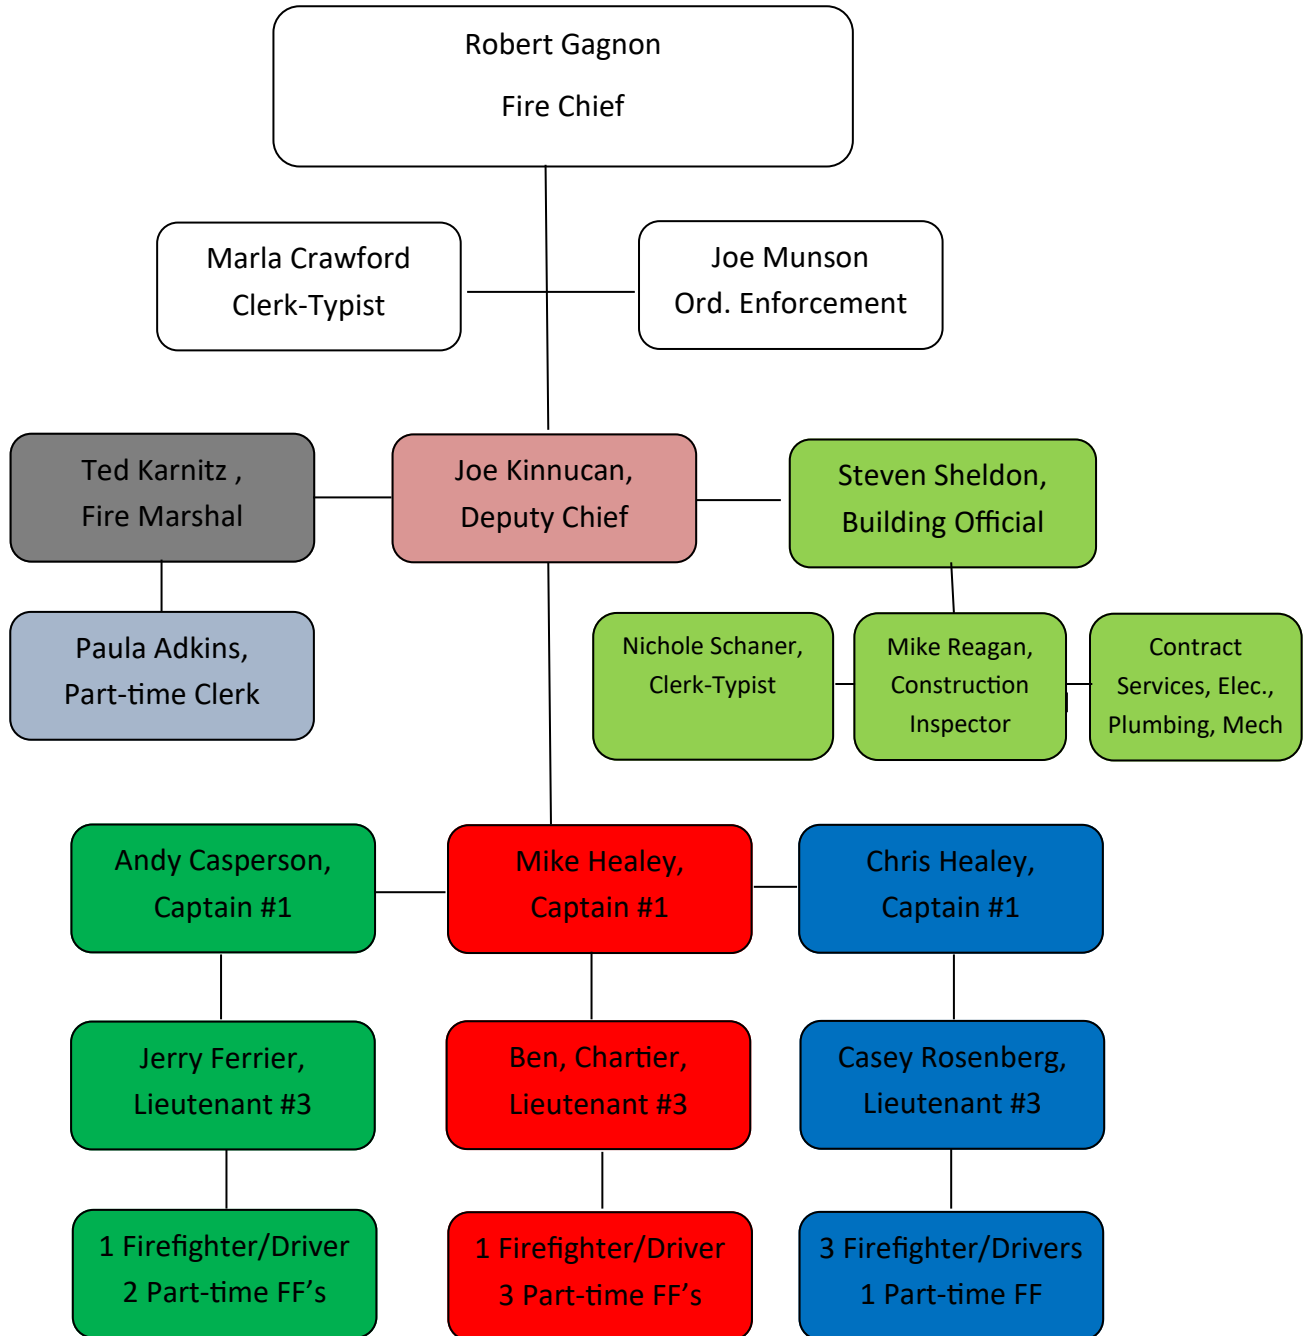 Robert Gagnon
Fire Chief
Marla Crawford
Clerk-Typist
Joe Munson
Ord. Enforcement
Ted Karnitz ,
Fire Marshal
Joe Kinnucan,
Deputy Chief
Steven Sheldon,
Building Official
Paula Adkins,
Part-time Clerk
Nichole Schaner,
Clerk-Typist
Mike Reagan,
Construction
Inspector
Contract
Services, Elec.,
Plumbing, Mech
Andy Casperson,
Captain #1
Mike Healey,
Captain #1
Chris Healey,
Captain #1
Jerry Ferrier,
Lieutenant #3
Ben, Chartier,
Lieutenant #3
Casey Rosenberg,
Lieutenant #3
1 Firefighter/Driver
2 Part-time FF’s
1 Firefighter/Driver
3 Part-time FF’s
3 Firefighter/Drivers
1 Part-time FF